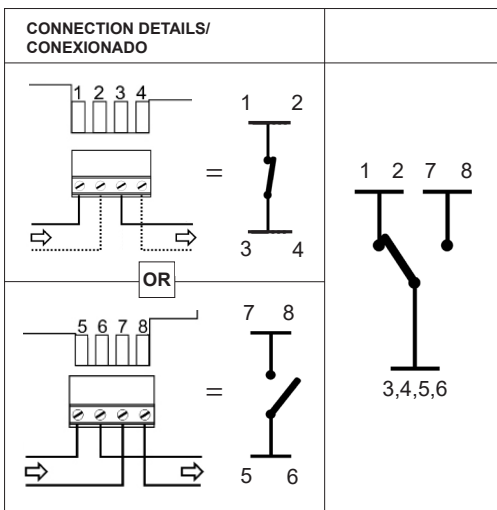 CONNECTION DETAILS/
CONEXIONADO
1 2 3 4
1 2
=
3 4
OR
5 6 7 8
7 8
=
5 6
1 2 7 8
3,4,5,6